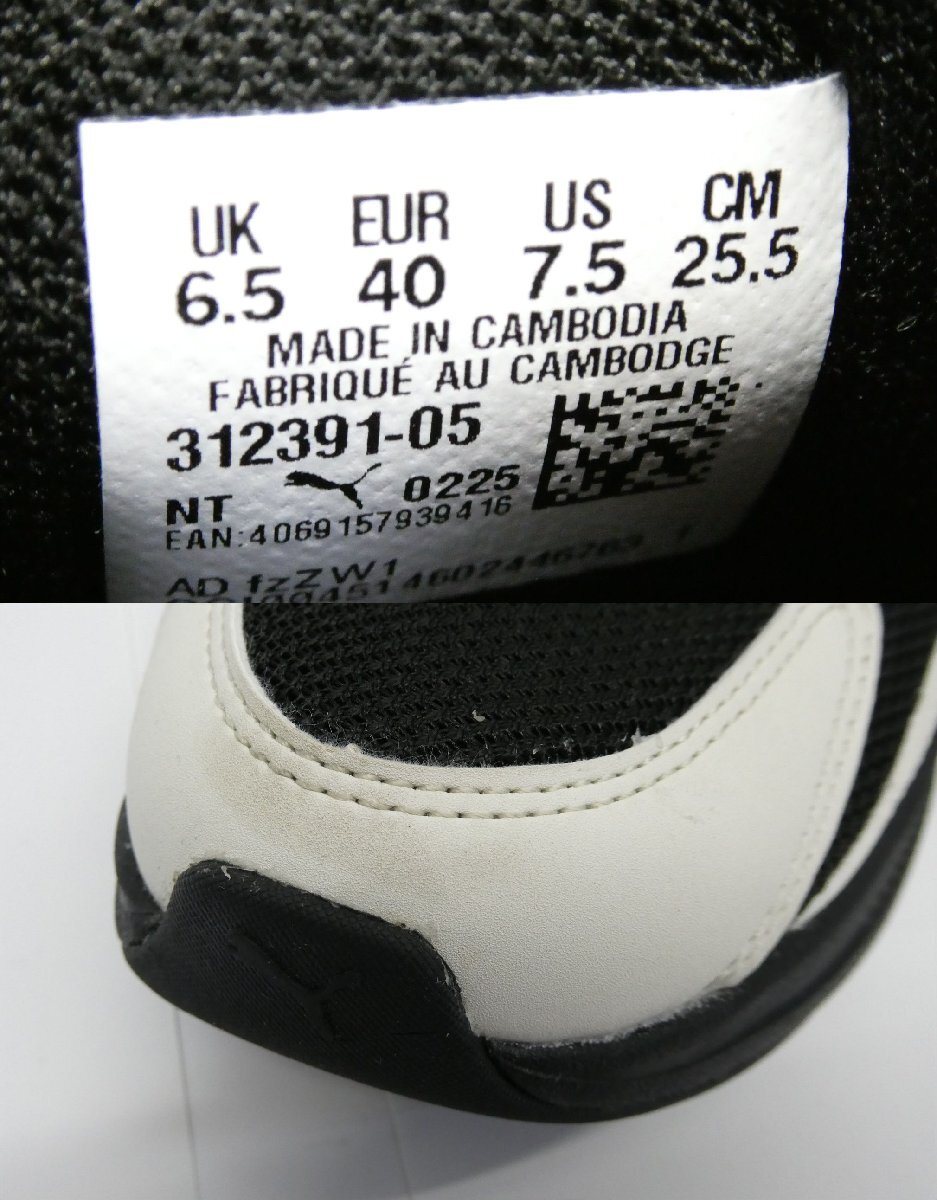 UK EUR US CM
6.5 40 7.5 25.5
MADE IN CAMBODIA
FABRIQUÉ AU CAMBODGE
312391-05
NT 0225
EAN:4069157939416
AD fzZW1